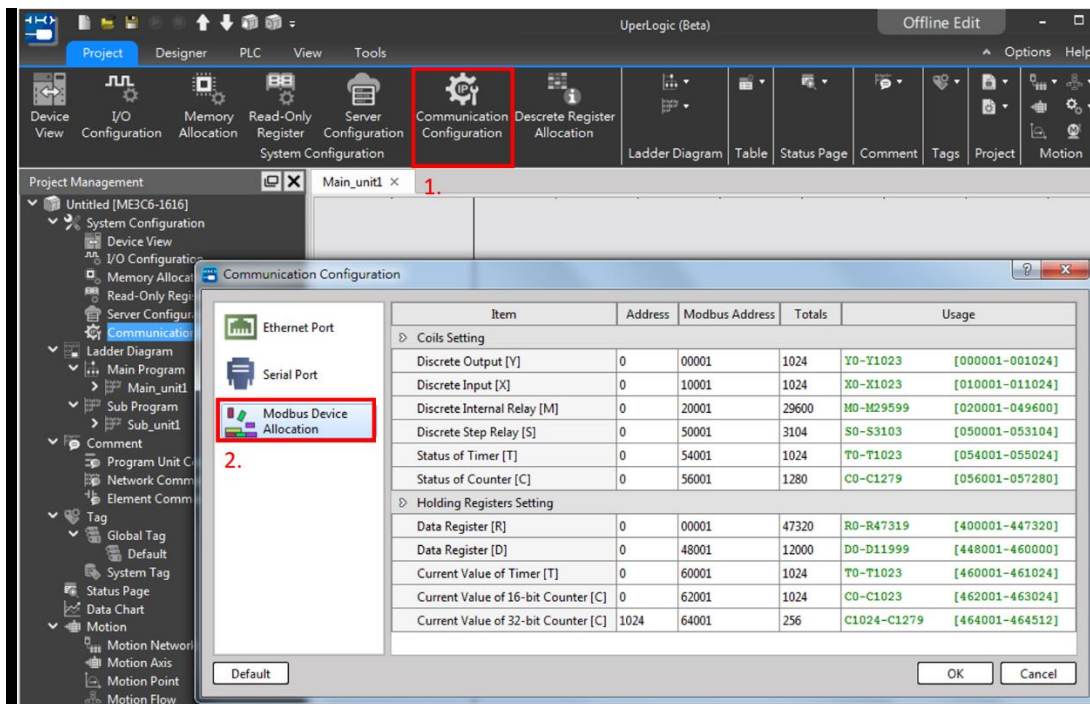 UperLogic (Beta)
Offline Edit
Project Designer PLC View Tools
Options Help
Device View
I/O Configuration
Memory Allocation
Read-Only Register
Server Configuration
Communication Configuration
Descrete Register Allocation
System Configuration
Ladder Diagram
Table
Status Page
Comment
Tags
Project
Motion
Project Management
Main_unit1
1.
Untitled [ME3C6-1616]
System Configuration
Device View
I/O Configuration
Memory Allocat
Read-Only Regi
Server Configura
Communication
Ladder Diagram
Main Program
Main_unit1
Sub Program
Sub_unit1
Comment
Program Unit C
Network Comm
Element Comm
Tag
Global Tag
Default
System Tag
Status Page
Data Chart
Motion
Motion Network
Motion Axis
Motion Point
Motion Flow
Communication Configuration
Ethernet Port
Serial Port
Modbus Device
Allocation
2.
Item Address Modbus Address Totals Usage
Coils Setting
Discrete Output [Y] 0 00001 1024 Y0-Y1023 [000001-001024]
Discrete Input [X] 0 10001 1024 X0-X1023 [010001-011024]
Discrete Internal Relay [M] 0 20001 29600 M0-M29599 [020001-049600]
Discrete Step Relay [S] 0 50001 3104 S0-S3103 [050001-053104]
Status of Timer [T] 0 54001 1024 T0-T1023 [054001-055024]
Status of Counter [C] 0 56001 1280 C0-C1279 [056001-057280]
Holding Registers Setting
Data Register [R] 0 00001 47320 R0-R47319 [400001-447320]
Data Register [D] 0 48001 12000 D0-D11999 [448001-460000]
Current Value of Timer [T] 0 60001 1024 T0-T1023 [460001-461024]
Current Value of 16-bit Counter [C] 0 62001 1024 C0-C1023 [462001-463024]
Current Value of 32-bit Counter [C] 1024 64001 256 C1024-C1279 [464001-464512]
Default
OK
Cancel